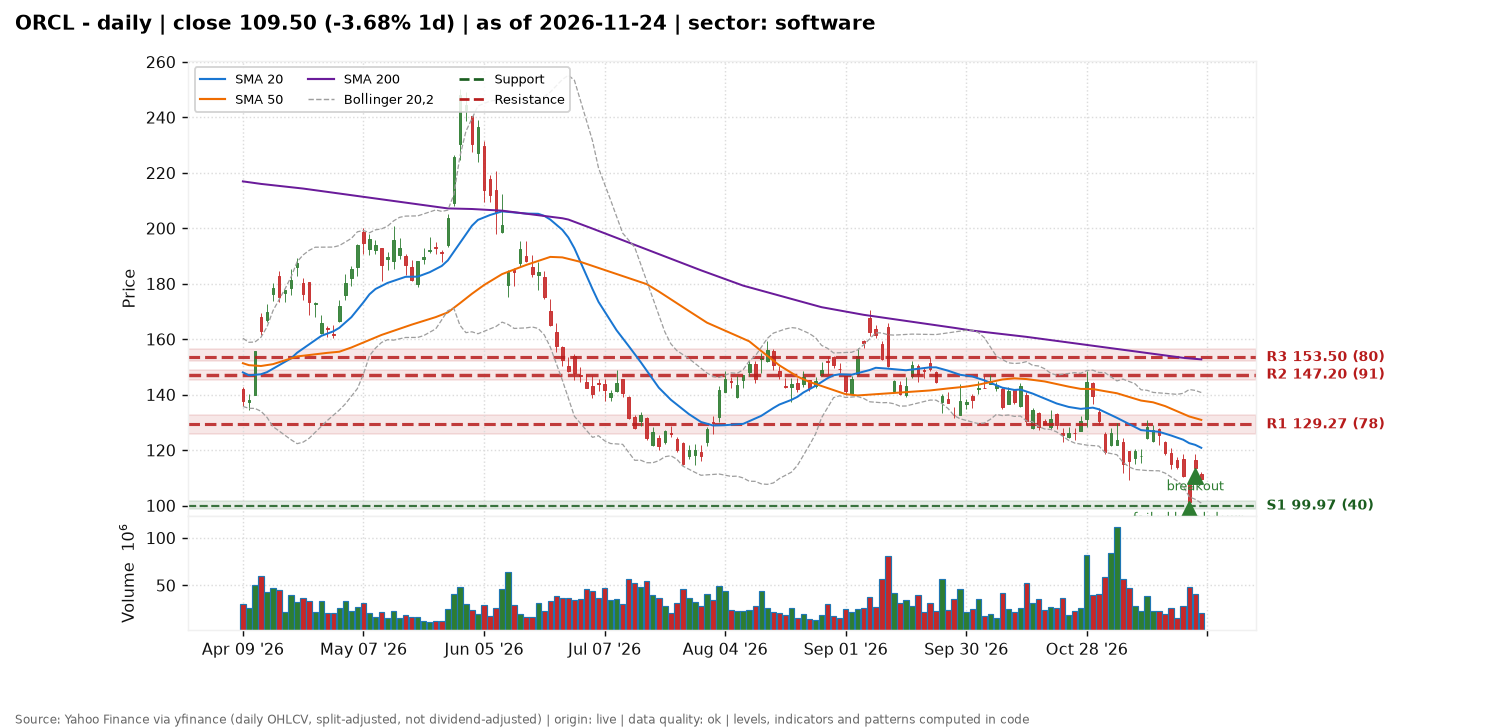 ORCL - daily | close 109.50 (-3.68% 1d) | as of 2026-11-24 | sector: software
SMA 20
SMA 50
SMA 200
Bollinger 20,2
Support
Resistance
Price
260
240
220
200
180
160
140
120
100
R3 153.50 (80)
R2 147.20 (91)
R1 129.27 (78)
S1 99.97 (40)
breakout
Volume 10⁶
100
50
Apr 09 '26
May 07 '26
Jun 05 '26
Jul 07 '26
Aug 04 '26
Sep 01 '26
Sep 30 '26
Oct 28 '26
Source: Yahoo Finance via yfinance (daily OHLCV, split-adjusted, not dividend-adjusted) | origin: live | data quality: ok | levels, indicators and patterns computed in code